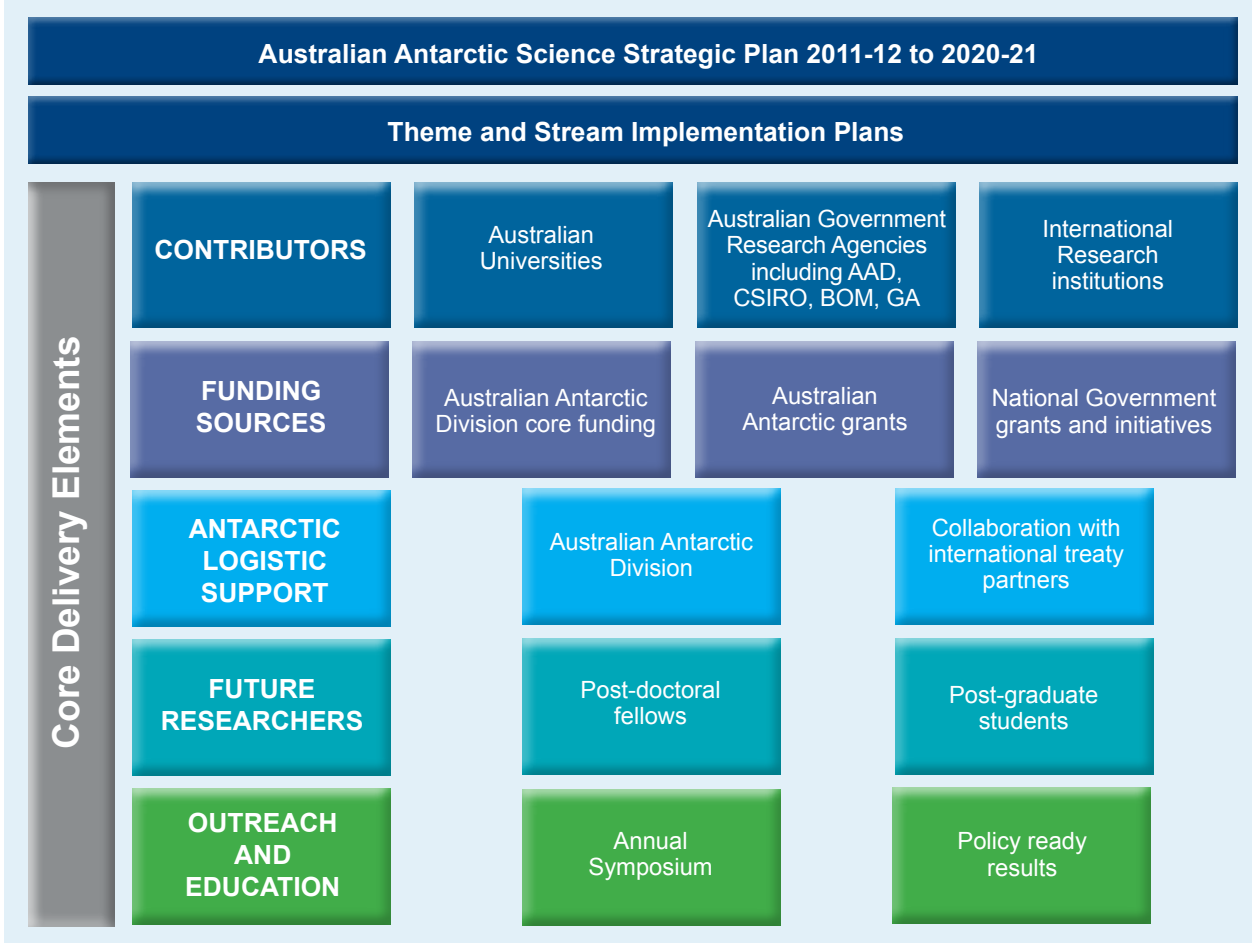 Australian Antarctic Science Strategic Plan 2011-12 to 2020-21
Theme and Stream Implementation Plans
Core Delivery Elements
CONTRIBUTORS
Australian
Universities
Australian Government
Research Agencies
including AAD,
CSIRO, BOM, GA
International
Research
institutions
FUNDING
SOURCES
Australian Antarctic
Division core funding
Australian
Antarctic grants
National Government
grants and initiatives
ANTARCTIC
LOGISTIC
SUPPORT
Australian Antarctic
Division
Collaboration with
international treaty
partners
FUTURE
RESEARCHERS
Post-doctoral
fellows
Post-graduate
students
OUTREACH
AND
EDUCATION
Annual
Symposium
Policy ready
results